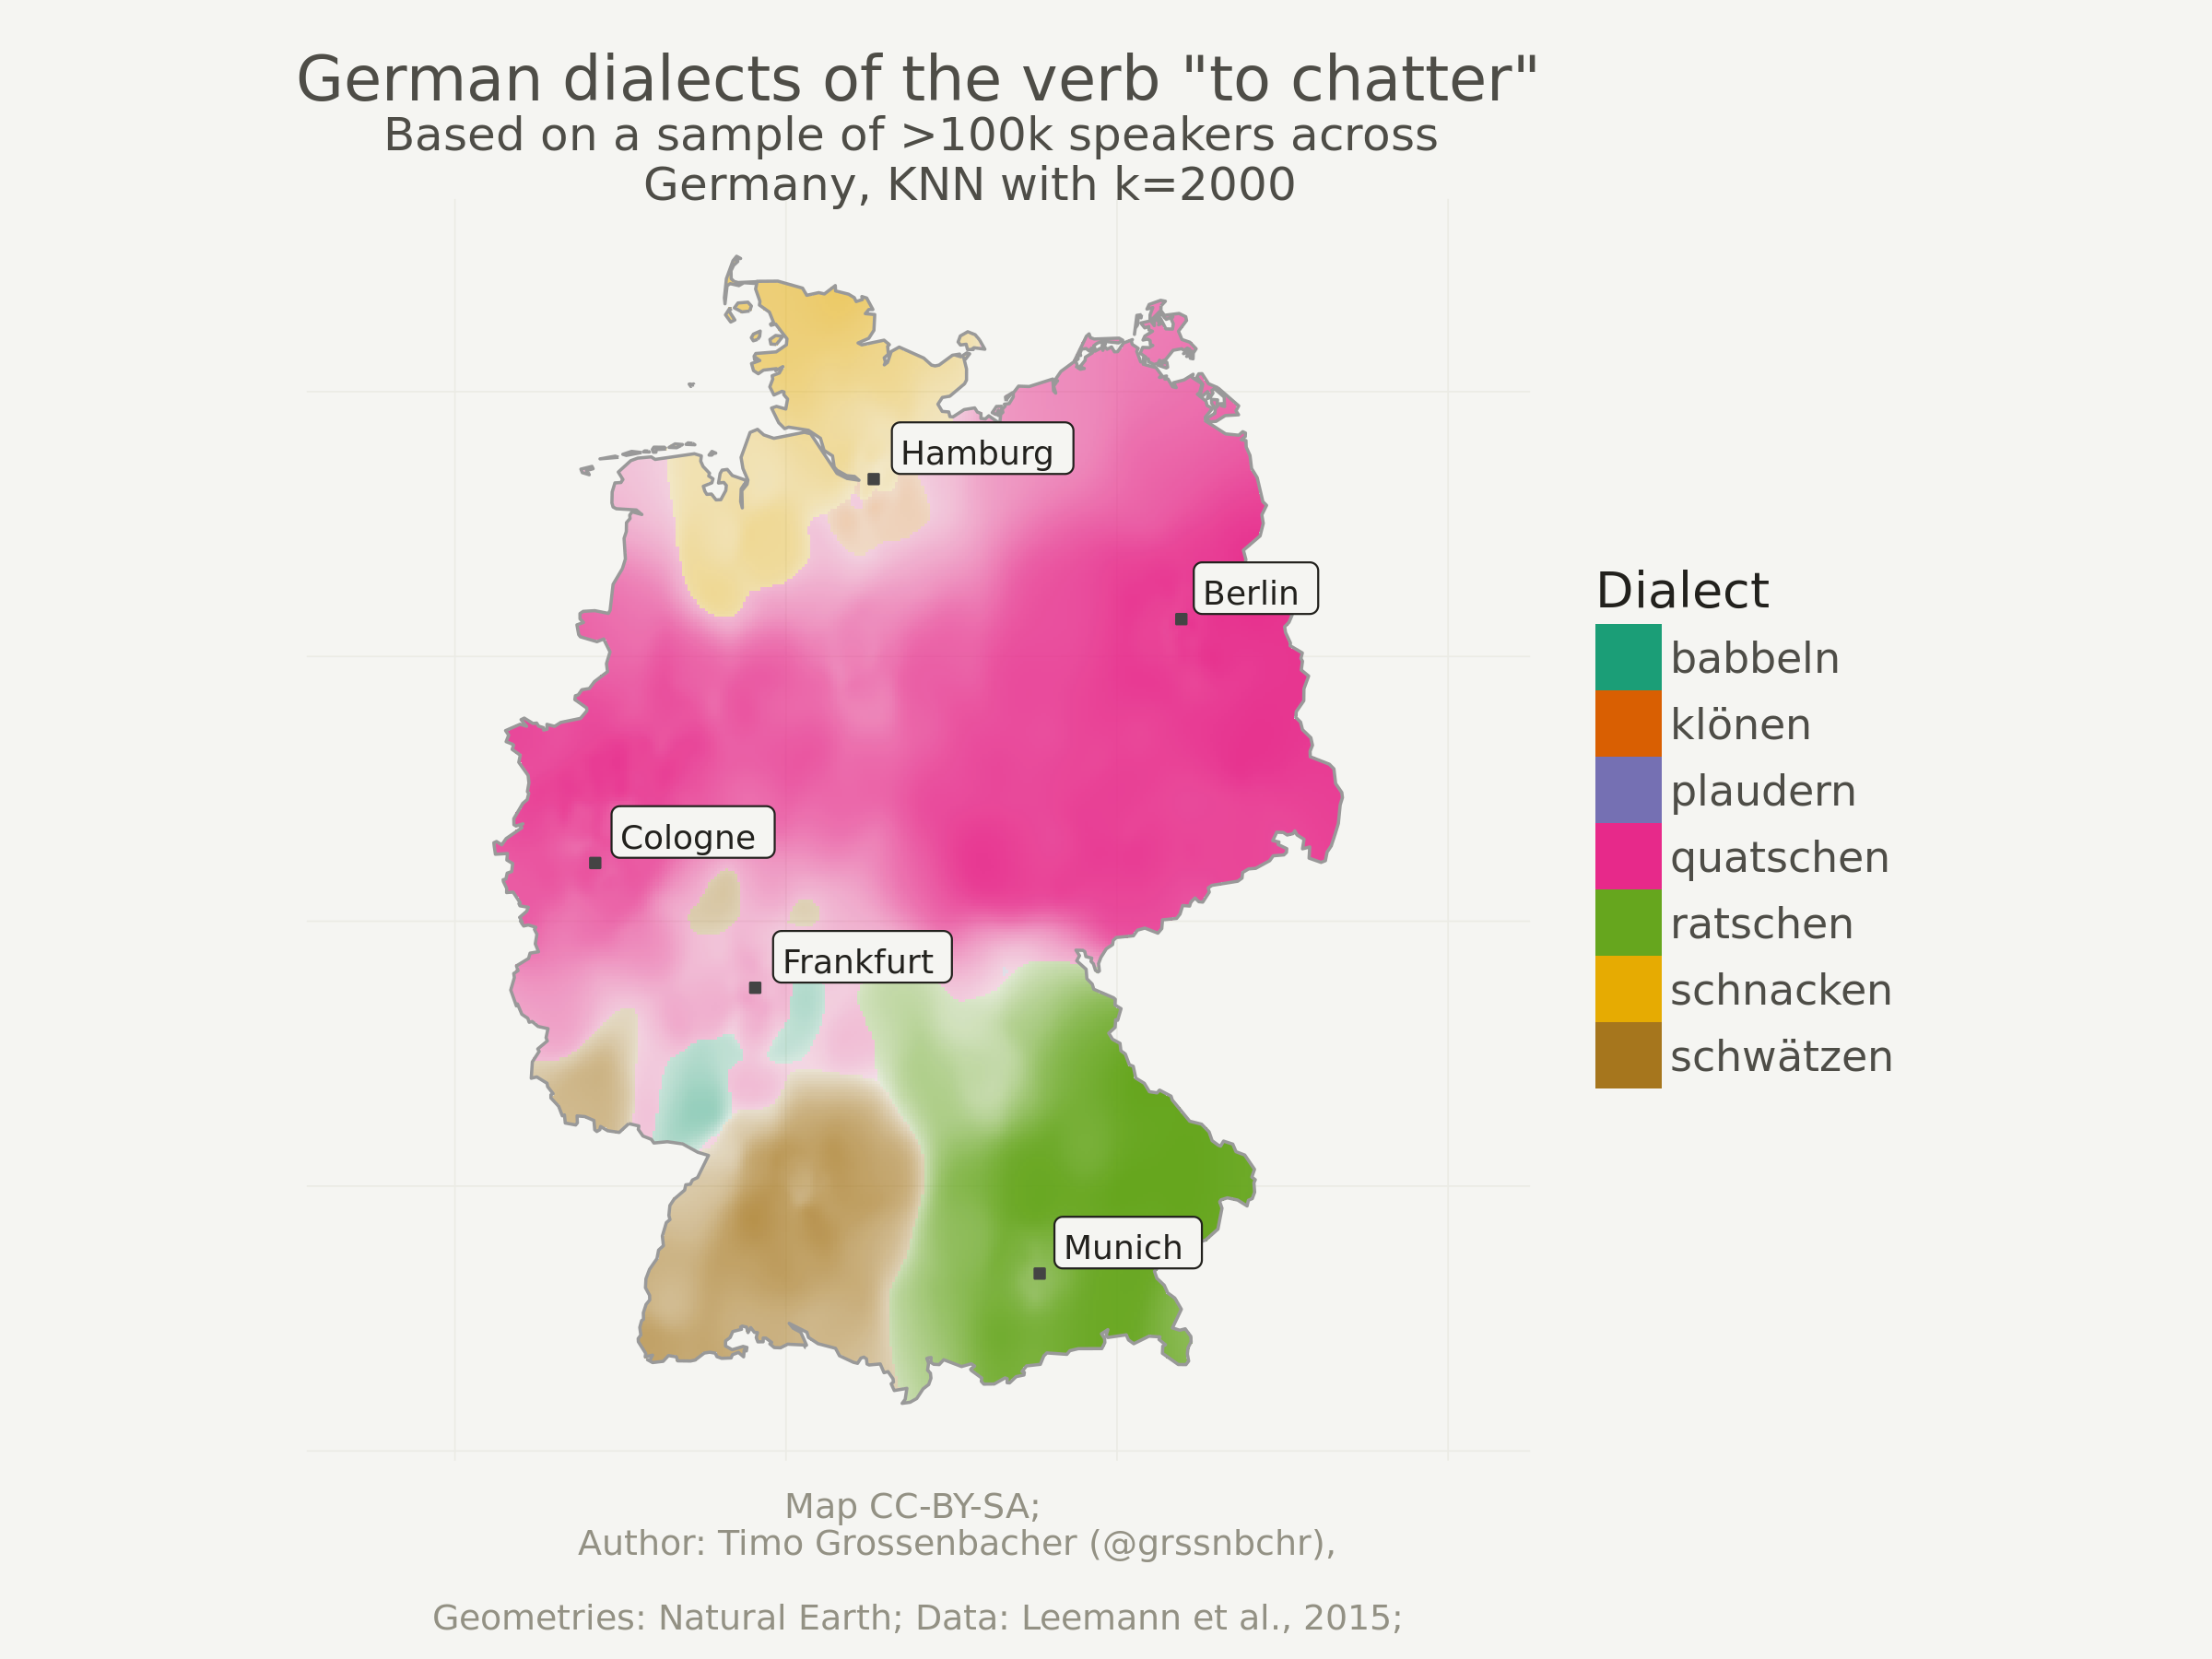 German dialects of the verb "to chatter"
Based on a sample of >100k speakers across
Germany, KNN with k=2000
Hamburg
Berlin
Cologne
Frankfurt
Munich
Dialect
babbeln
klönen
plaudern
quatschen
ratschen
schnacken
schwätzen
Map CC-BY-SA;
Author: Timo Grossenbacher (@grssnbchr),
Geometries: Natural Earth; Data: Leemann et al., 2015;